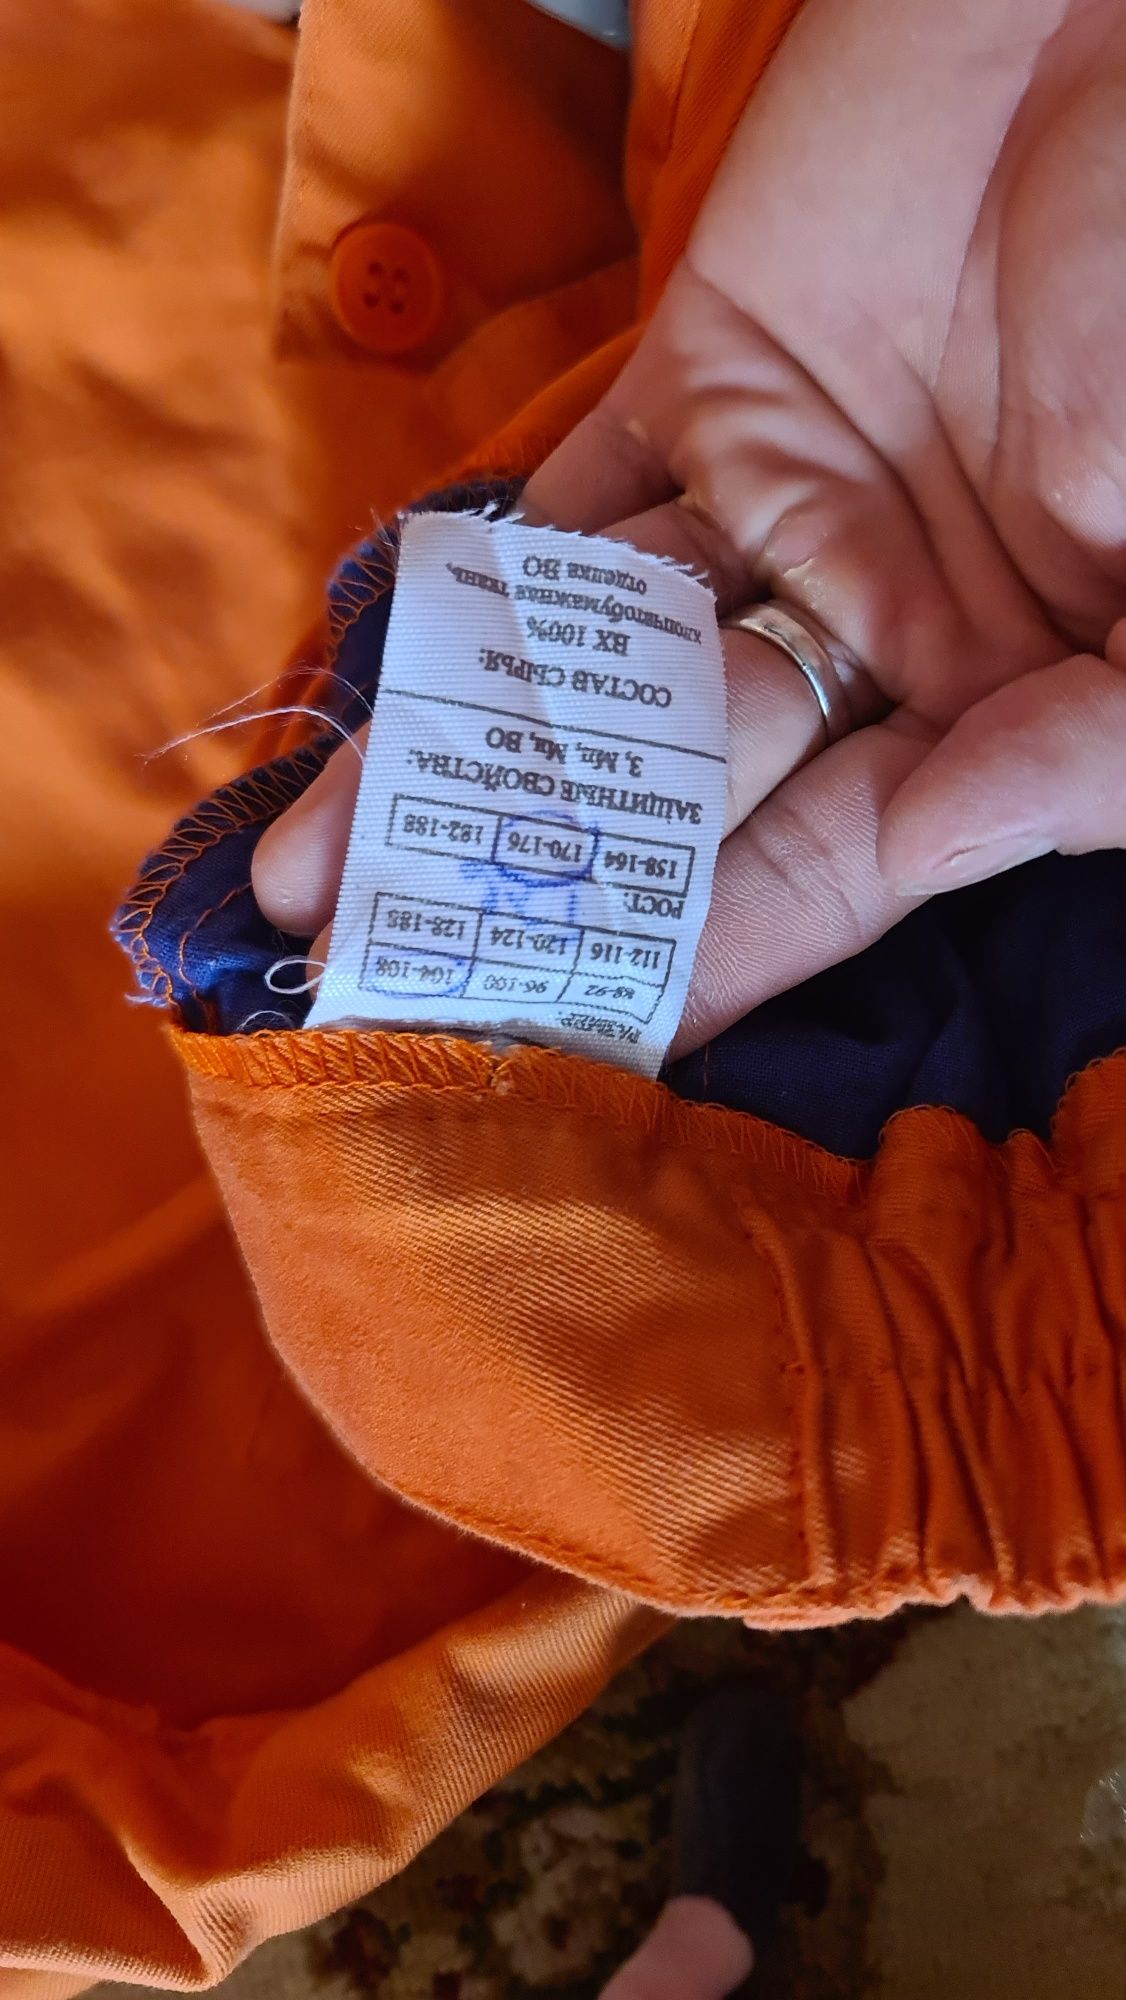 РАЗМЕР:
88-92 96-100 104-108
112-116 120-124 128-188
РОСТ:
158-164 170-176 182-188
ЗАЩИТНЫЕ СВОЙСТВА:
З, Ми, Мп, ВО
СОСТАВ СЫРЬЯ:
ВХ 100%
хлопчатобумажная ткань,
отделка ВО